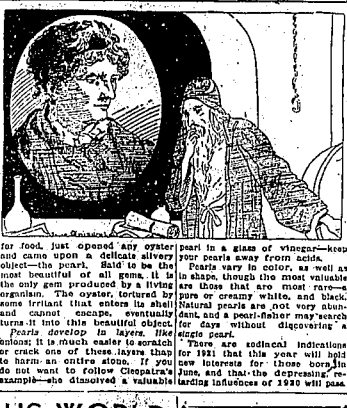 for food, just opened any oyster
and came upon a delicate silvery
object—the pearl. Said to be the
most beautiful of all gems, it is
the only gem produced by a living
organism. The oyster, tortured by
some irritant that enters its shell
and cannot escape, eventually
turns it into this beautiful object.
Pearls develop in layers, like
onions; it is much easier to scratch
or crack one of these layers than
to harm an entire stone. If you
do not want to follow Cleopatra's
example—she dissolved a valuable
pearl in a glass of vinegar—keep
your pearls away from acids.
Pearls vary in color, as well as
in shape, though the most valuable
are those that are most rare—a
pure or creamy white, and black.
Natural pearls are not very abun-
dant, and a pearl-fisher may search
for days without discovering a
single pearl.
There are zodiacal indications
for 1921 that this year will hold
new interests for those born in
June, and that the depressing, re-
tarding influences of 1920 will pass.